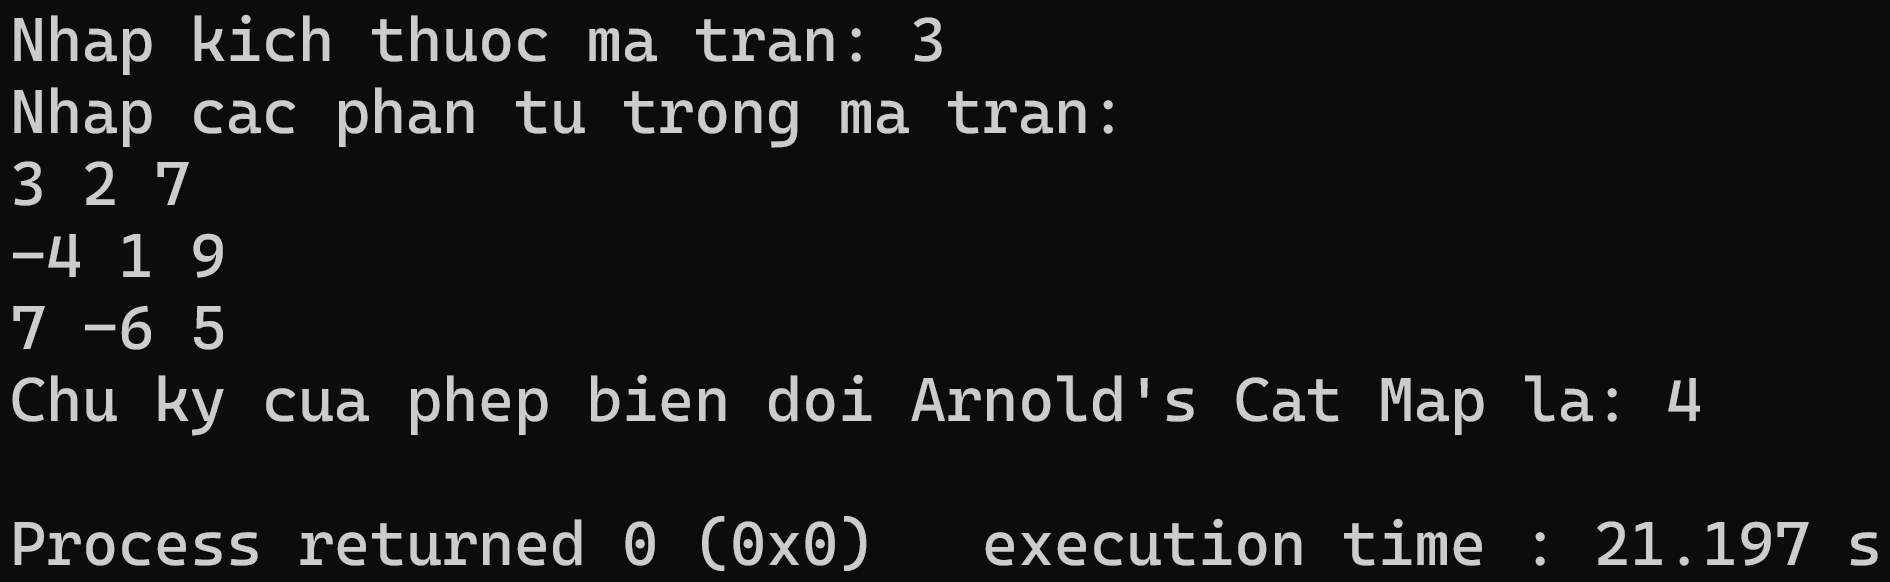 Nhap kich thuoc ma tran: 3
Nhap cac phan tu trong ma tran:
3 2 7
-4 1 9
7 -6 5
Chu ky cua phep bien doi Arnold's Cat Map la: 4
Process returned 0 (0x0)   execution time : 21.197 s